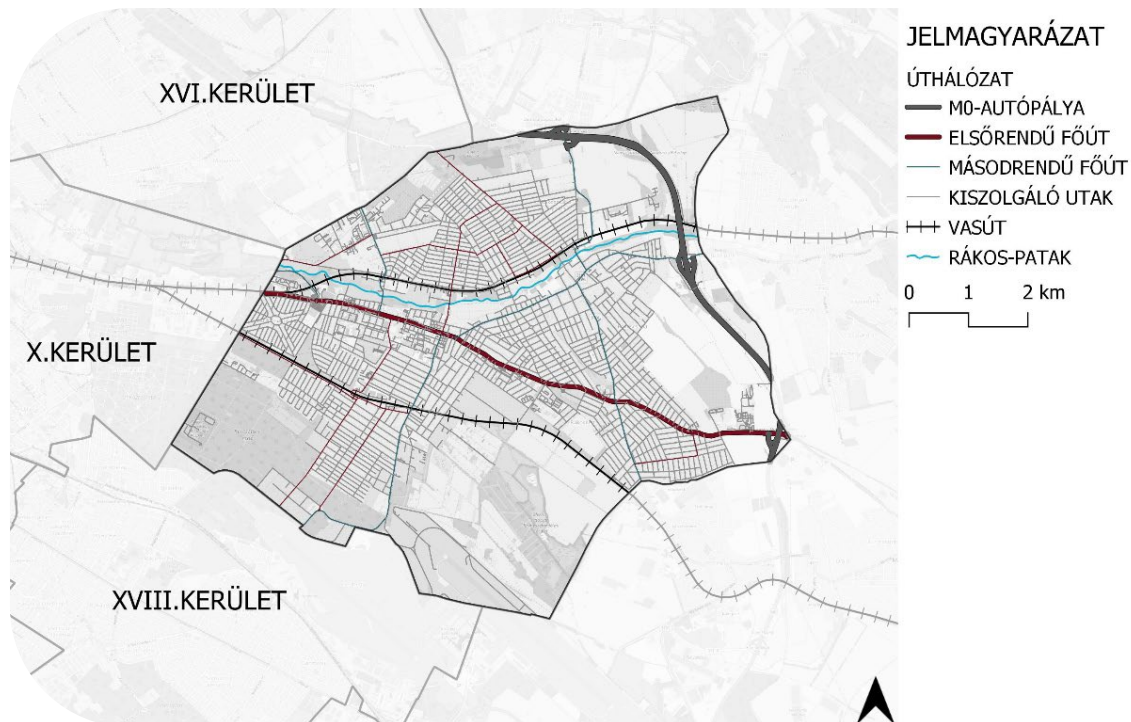 XVI.KERÜLET
X.KERÜLET
XVIII.KERÜLET
JELMAGYARÁZAT
ÚTHÁLÓZAT
M0-AUTÓPÁLYA
ELSŐRENDŰ FŐÚT
MÁSODRENDŰ FŐÚT
KISZOLGÁLÓ UTAK
VASÚT
RÁKOS-PATAK
0 1 2 km